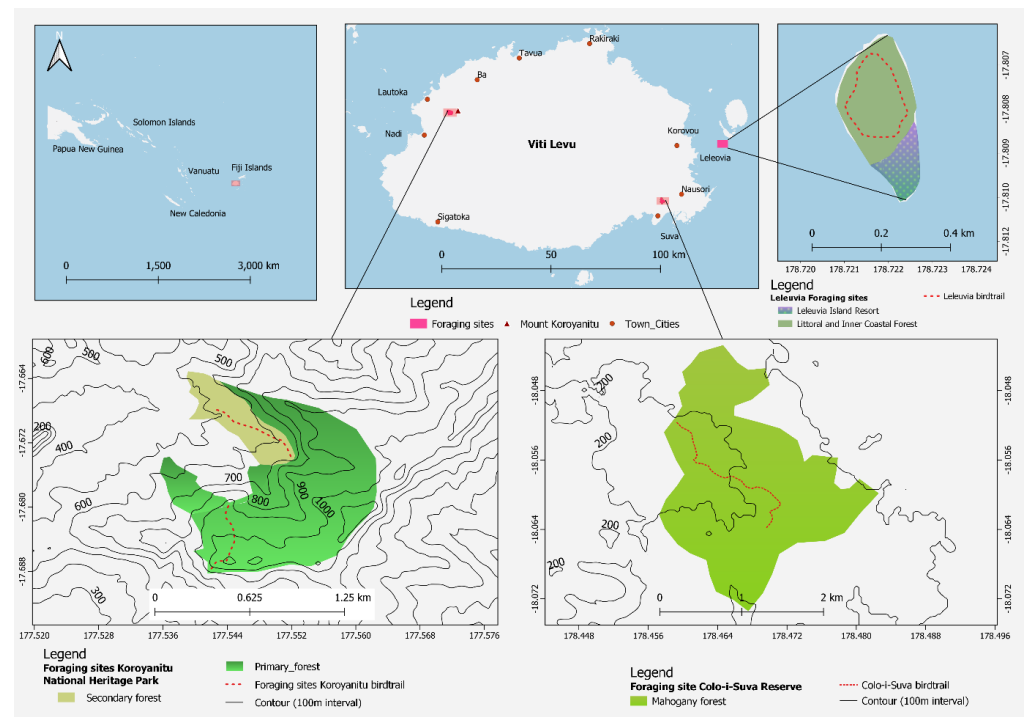 N
Solomon Islands
Papua New Guinea
Vanuatu
Fiji Islands
New Caledonia
0 1,500 3,000 km
Rakiraki
Tavua
Ba
Lautoka
Nadi
Viti Levu
Korovou
Leleovia
Nausori
Sigatoka
Suva
0 50 100 km
Legend
Foraging sites Mount Koroyanitu Town_Cities
-17.807
-17.808
-17.809
-17.810
-17.812
0 0.2 0.4 km
178.720 178.721 178.722 178.723 178.724
Legend
Leleuvia Foraging sites Leleuvia birdtrail
Leleuvia Island Resort
Littoral and Inner Coastal Forest
-17.664
-17.672
-17.680
-17.688
600
500
500
200
400
700
600
800
900
1000
300
0 0.625 1.25 km
177.520 177.528 177.536 177.544 177.552 177.560 177.568 177.576
Legend
Foraging sites Koroyanitu
National Heritage Park
Secondary forest
Primary_forest
Foraging sites Koroyanitu birdtrail
Contour (100m interval)
200
200
200
200
-18.048
-18.056
-18.064
-18.072
0 1 2 km
178.448 178.456 178.464 178.472 178.480 178.488 178.496
Legend
Foraging site Colo-i-Suva Reserve
Mahogany forest
Colo-i-Suva birdtrail
Contour (100m interval)